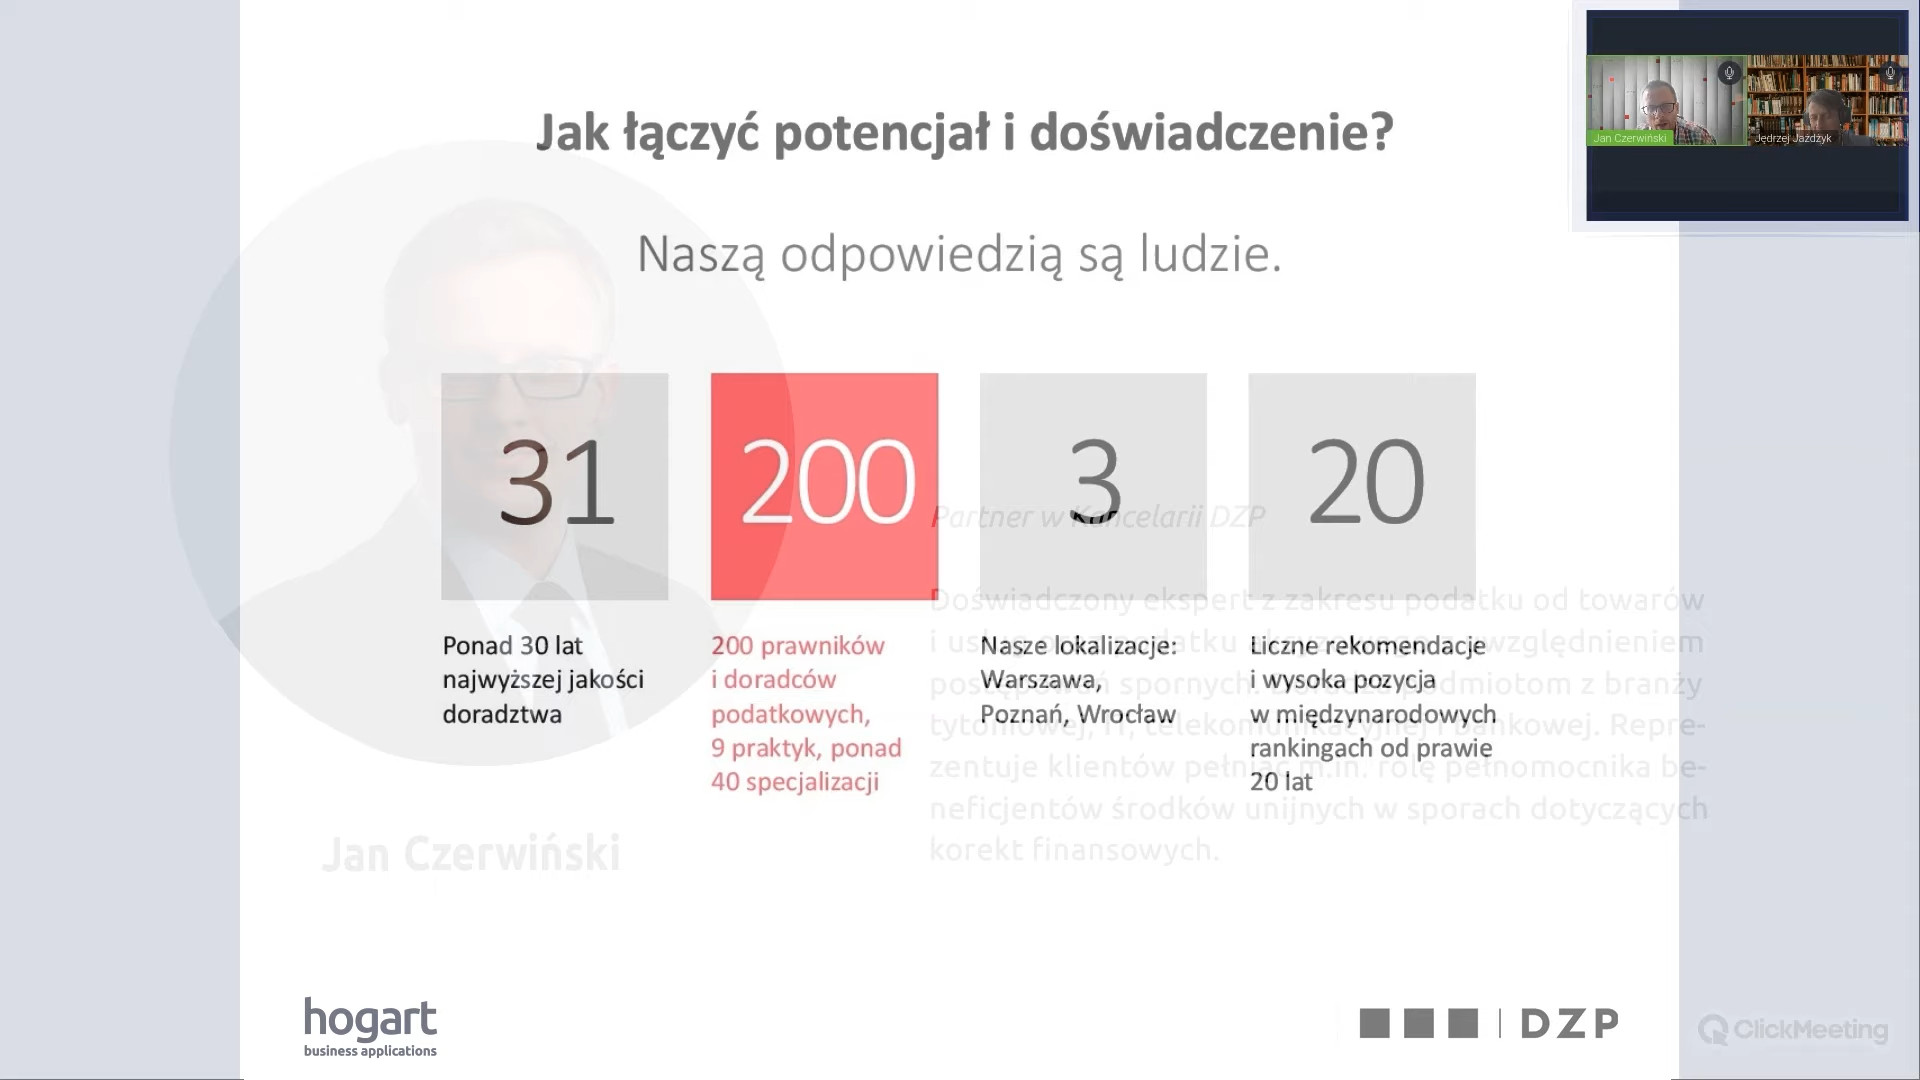 Jak łączyć potencjał i doświadczenie?
Naszą odpowiedzią są ludzie.
31
200
3
20
Ponad 30 lat
najwyższej jakości
doradztwa
200 prawników
i doradców
podatkowych,
9 praktyk, ponad
40 specjalizacji
Nasze lokalizacje:
Warszawa,
Poznań, Wrocław
Liczne rekomendacje
i wysoka pozycja
w międzynarodowych
rankingach od prawie
20 lat
Jan Czerwiński
Partner w Kancelarii DZP
Doświadczony ekspert z zakresu podatku od towarów
i usług oraz podatku akcyzowego z uwzględnieniem
postępowań spornych. podmiotom z branży
tytoniowej, IT, telekomunikacyjnej i bankowej. Repre-
zentuje klientów pełniąc m.in. rolę pełnomocnika be-
neficjentów środków unijnych w sporach dotyczących
korekt finansowych.
hogart
business applications
DZP
ClickMeeting
Jan Czerwiński
Jędrzej Jażdżyk